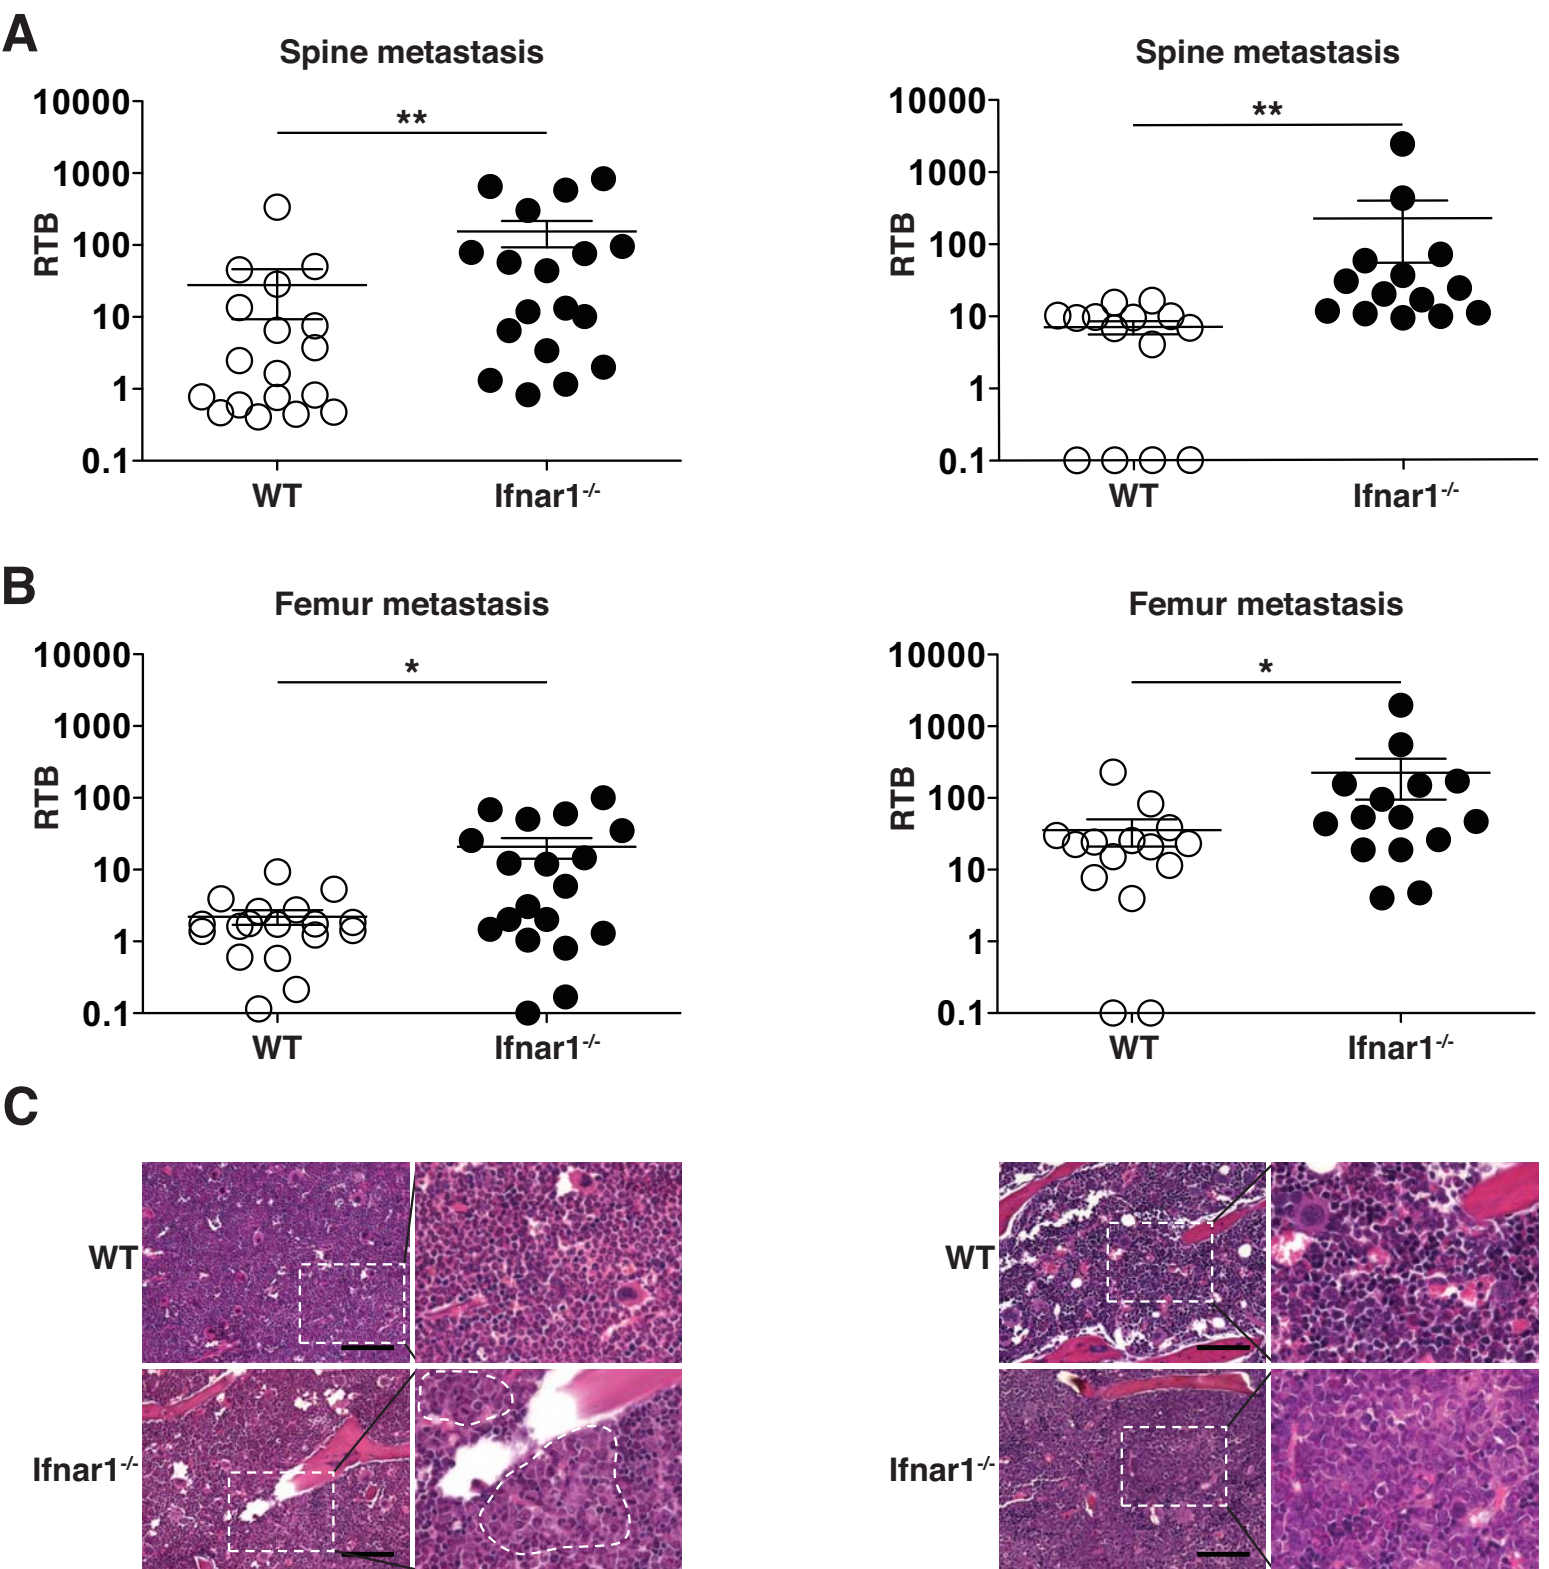 A
Spine metastasis
Spine metastasis
10000
1000
100
10
1
0.1
RTB
**
WT
Ifnar1-/-
10000
1000
100
10
1
0.1
RTB
**
WT
Ifnar1-/-
B
Femur metastasis
Femur metastasis
10000
1000
100
10
1
0.1
RTB
*
WT
Ifnar1-/-
10000
1000
100
10
1
0.1
RTB
*
WT
Ifnar1-/-
C
WT
WT
Ifnar1-/-
Ifnar1-/-